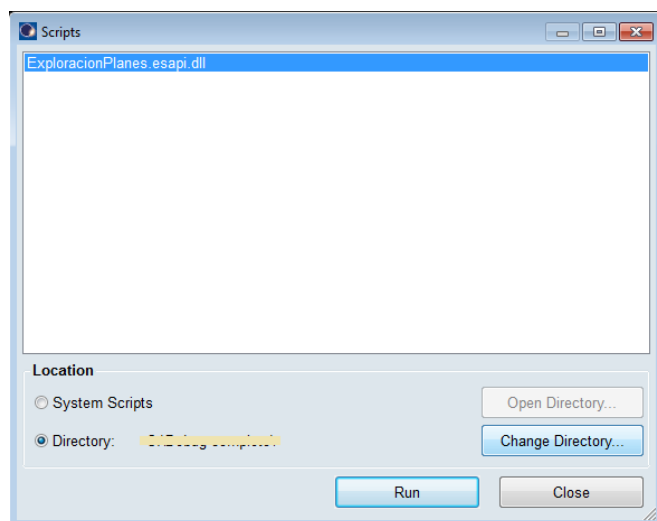 Scripts
ExploracionPlanes.esapi.dll
Location
System Scripts
Open Directory...
Directory:
Change Directory...
Run
Close